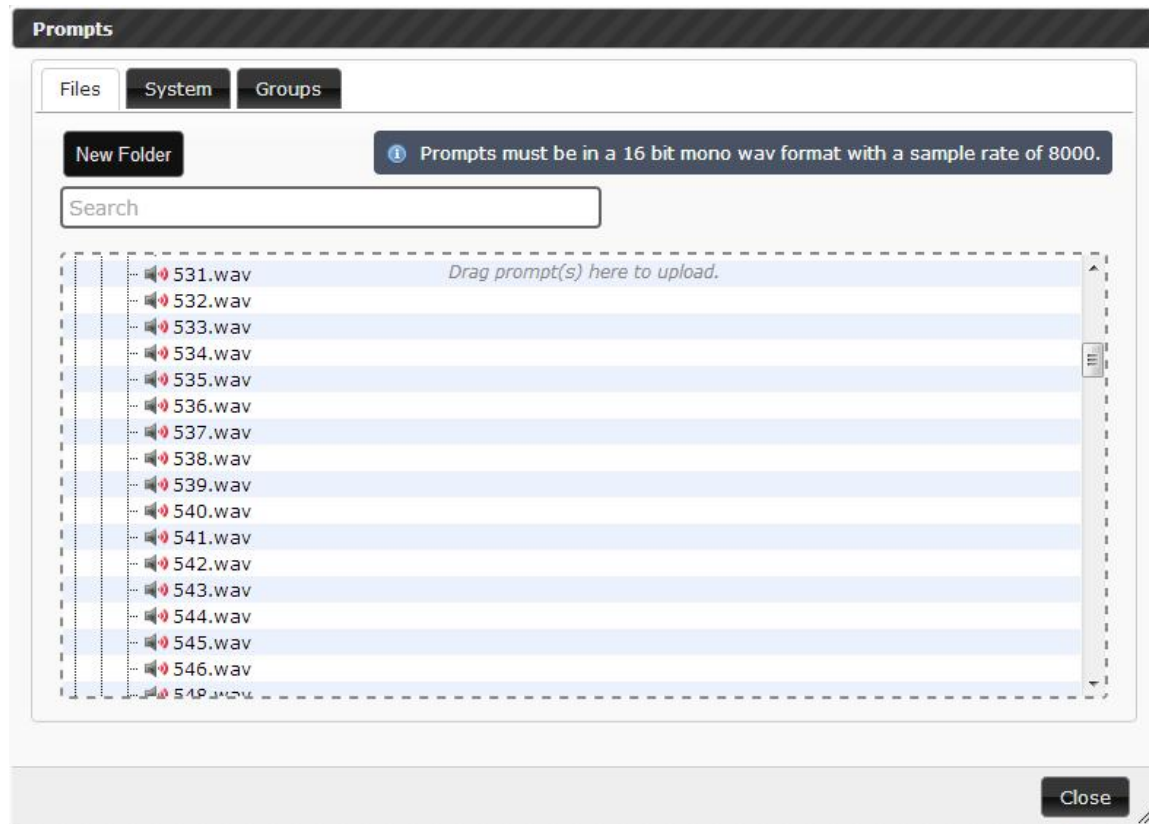 Prompts
Files System Groups
New Folder
Prompts must be in a 16 bit mono wav format with a sample rate of 8000.
Search
531.wav Drag prompt(s) here to upload.
532.wav
533.wav
534.wav
535.wav
536.wav
537.wav
538.wav
539.wav
540.wav
541.wav
542.wav
543.wav
544.wav
545.wav
546.wav
548.wav
Close